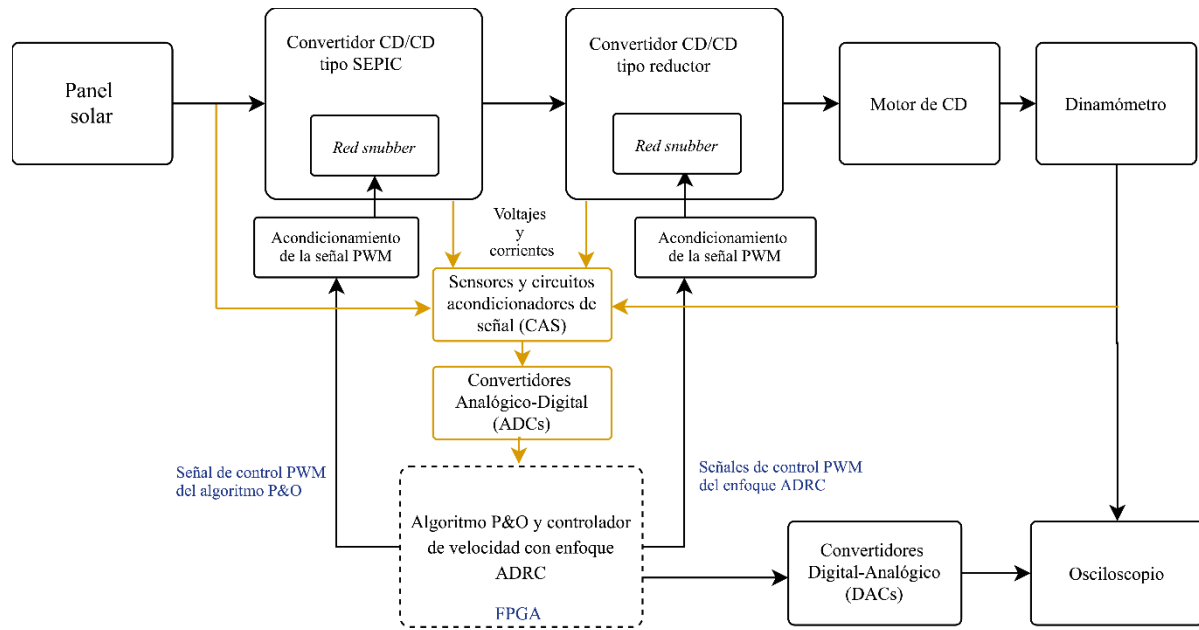 Panel
solar
Convertidor CD/CD
tipo SEPIC
Red snubber
Convertidor CD/CD
tipo reductor
Red snubber
Motor de CD
Dinamómetro
Acondicionamiento
de la señal PWM
Voltajes
y
corrientes
Acondicionamiento
de la señal PWM
Sensores y circuitos
acondicionadores de
señal (CAS)
Convertidores
Analógico-Digital
(ADCs)
Señal de control PWM
del algoritmo P&O
Señales de control PWM
del enfoque ADRC
Algoritmo P&O y controlador
de velocidad con enfoque
ADRC
FPGA
Convertidores
Digital-Analógico
(DACs)
Osciloscopio